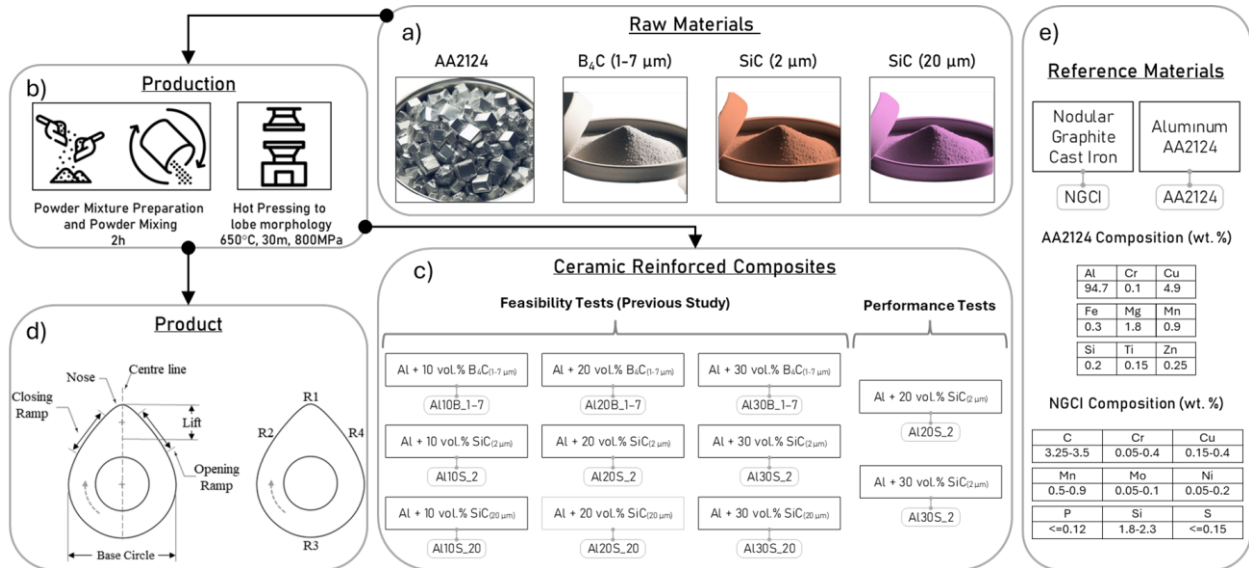 a)
Raw Materials
AA2124
B₄C (1-7 µm)
SiC (2 µm)
SiC (20 µm)
b)
Production
Powder Mixture Preparation
and Powder Mixing
2h
Hot Pressing to
lobe morphology
650°C, 30m, 800MPa
c)
Ceramic Reinforced Composites
Feasibility Tests (Previous Study)
Performance Tests
Al + 10 vol.% B₄C(1-7 µm)
Al10B_1-7
Al + 20 vol.% B₄C(1-7 µm)
Al20B_1-7
Al + 30 vol.% B₄C(1-7 µm)
Al30B_1-7
Al + 10 vol.% SiC(2 µm)
Al10S_2
Al + 20 vol.% SiC(2 µm)
Al20S_2
Al + 30 vol.% SiC(2 µm)
Al30S_2
Al + 10 vol.% SiC(20 µm)
Al10S_20
Al + 20 vol.% SiC(20 µm)
Al20S_20
Al + 30 vol.% SiC(20 µm)
Al30S_20
Al + 20 vol.% SiC(2 µm)
Al20S_2
Al + 30 vol.% SiC(2 µm)
Al30S_2
d)
Product
Centre line
Nose
Closing
Ramp
Lift
Opening
Ramp
Base Circle
R1
R2
R4
R3
e)
Reference Materials
Nodular
Graphite
Cast Iron
NGCI
Aluminum
AA2124
AA2124
AA2124 Composition (wt. %)
Al Cr Cu
94.7 0.1 4.9
Fe Mg Mn
0.3 1.8 0.9
Si Ti Zn
0.2 0.15 0.25
NGCI Composition (wt. %)
C Cr Cu
3.25-3.5 0.05-0.4 0.15-0.4
Mn Mo Ni
0.5-0.9 0.05-0.1 0.05-0.2
P Si S
<=0.12 1.8-2.3 <=0.15